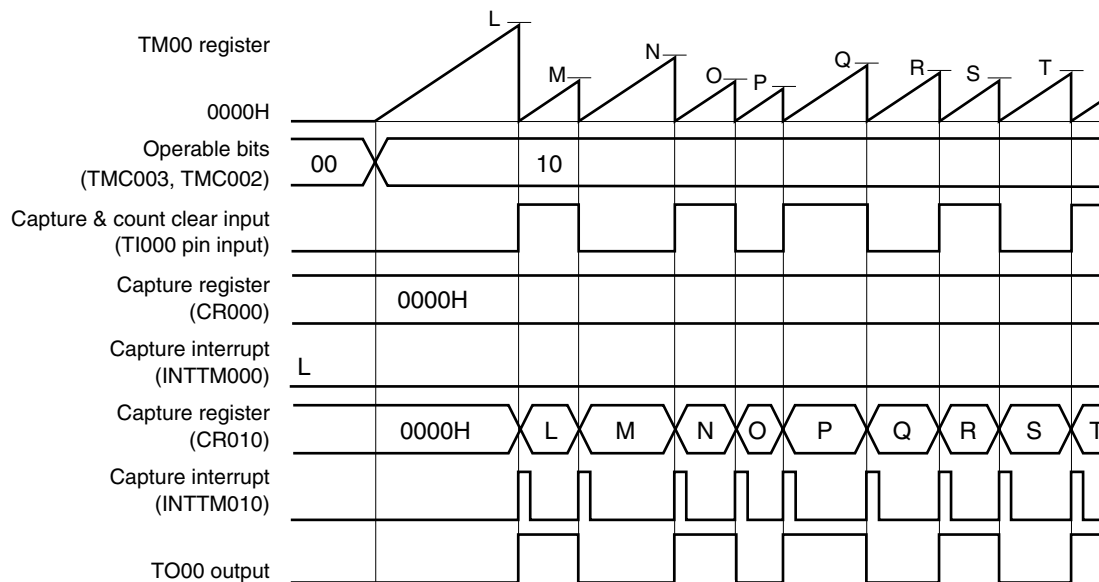 TM00 register
0000H
L
M
N
O
P
Q
R
S
T
Operable bits
(TMC003, TMC002)
00
10
Capture & count clear input
(TI000 pin input)
Capture register
(CR000)
0000H
Capture interrupt
(INTTM000)
L
Capture register
(CR010)
0000H
L
M
N
O
P
Q
R
S
T
Capture interrupt
(INTTM010)
TO00 output